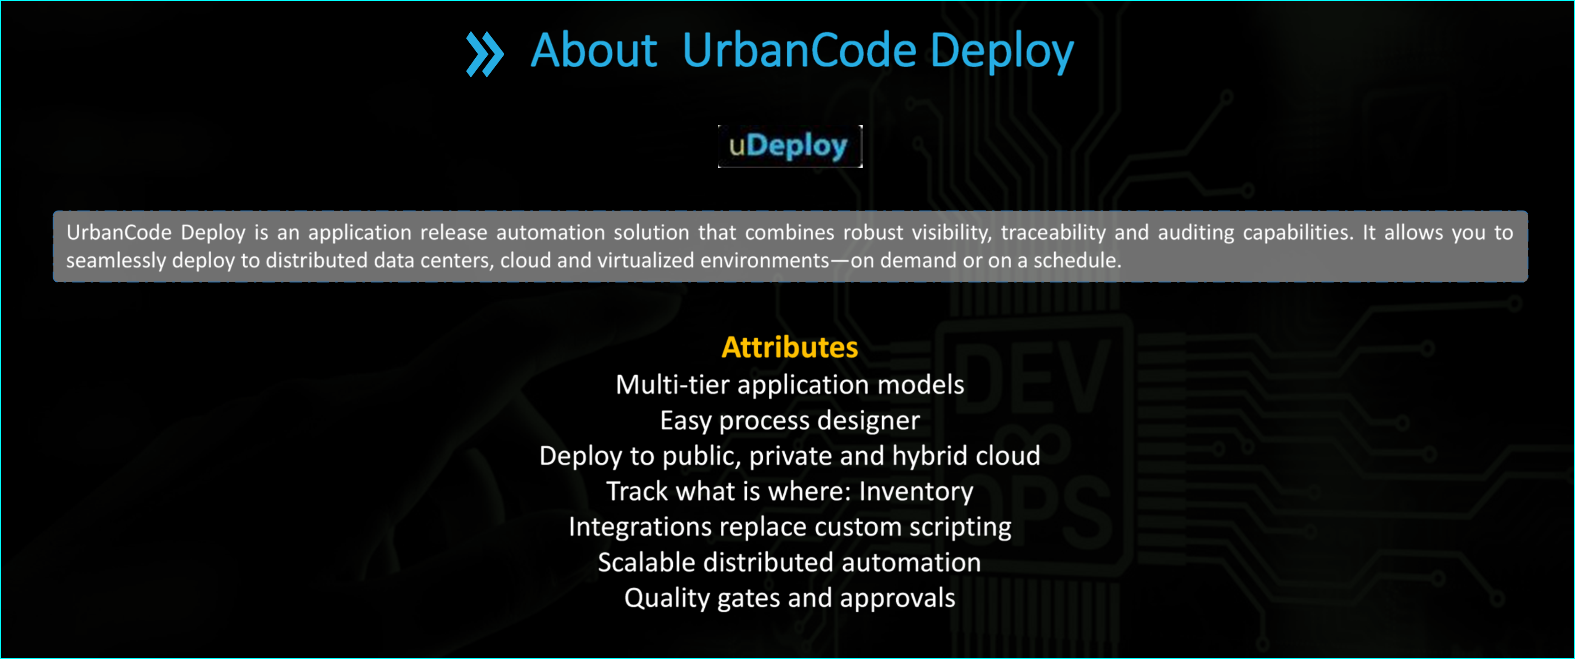 About UrbanCode Deploy
uDeploy
UrbanCode Deploy is an application release automation solution that combines robust visibility, traceability and auditing capabilities. It allows you to
seamlessly deploy to distributed data centers, cloud and virtualized environments—on demand or on a schedule.
Attributes
Multi-tier application models
Easy process designer
Deploy to public, private and hybrid cloud
Track what is where: Inventory
Integrations replace custom scripting
Scalable distributed automation
Quality gates and approvals
DEV
OPS